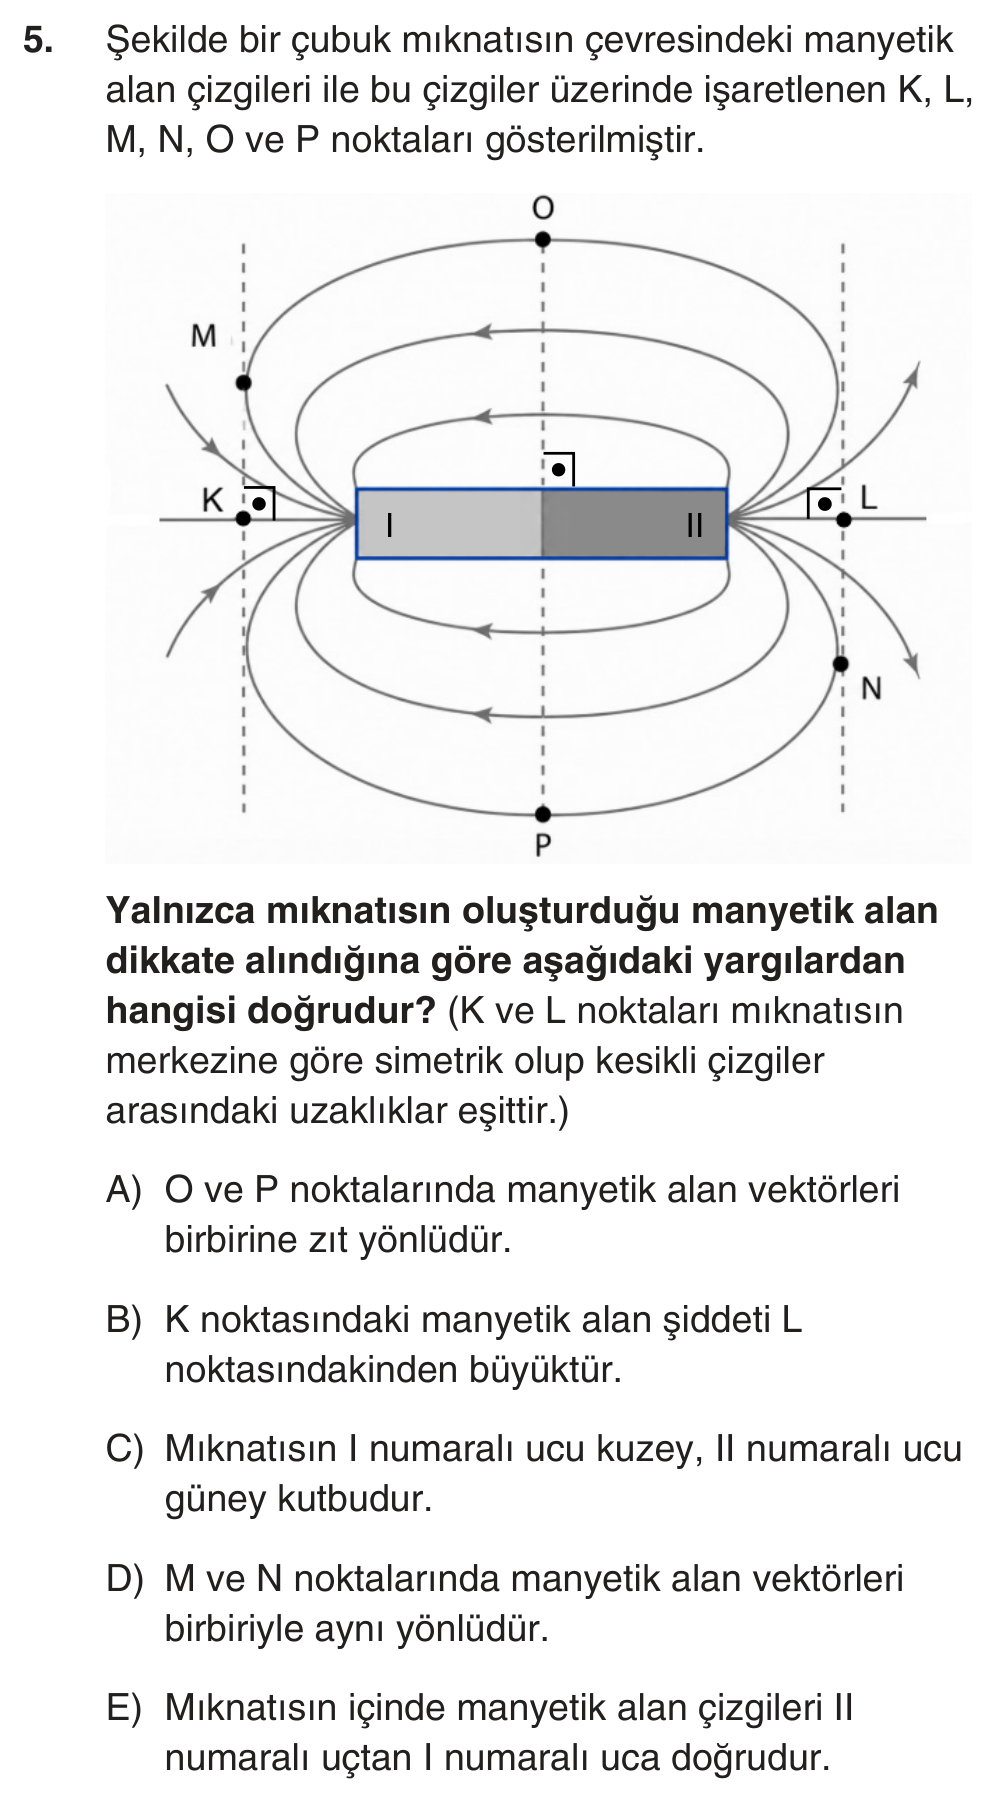 5. Şekilde bir çubuk mıknatısın çevresindeki manyetik
alan çizgileri ile bu çizgiler üzerinde işaretlenen K, L,
M, N, O ve P noktaları gösterilmiştir.
O
M
K
L
I
II
N
P
Yalnızca mıknatısın oluşturduğu manyetik alan
dikkate alındığına göre aşağıdaki yargılardan
hangisi doğrudur? (K ve L noktaları mıknatısın
merkezine göre simetrik olup kesikli çizgiler
arasındaki uzaklıklar eşittir.)
A) O ve P noktalarında manyetik alan vektörleri
birbirine zıt yönlüdür.
B) K noktasındaki manyetik alan şiddeti L
noktasındakinden büyüktür.
C) Mıknatısın I numaralı ucu kuzey, II numaralı ucu
güney kutbudur.
D) M ve N noktalarında manyetik alan vektörleri
birbiriyle aynı yönlüdür.
E) Mıknatısın içinde manyetik alan çizgileri II
numaralı uçtan I numaralı uca doğrudur.